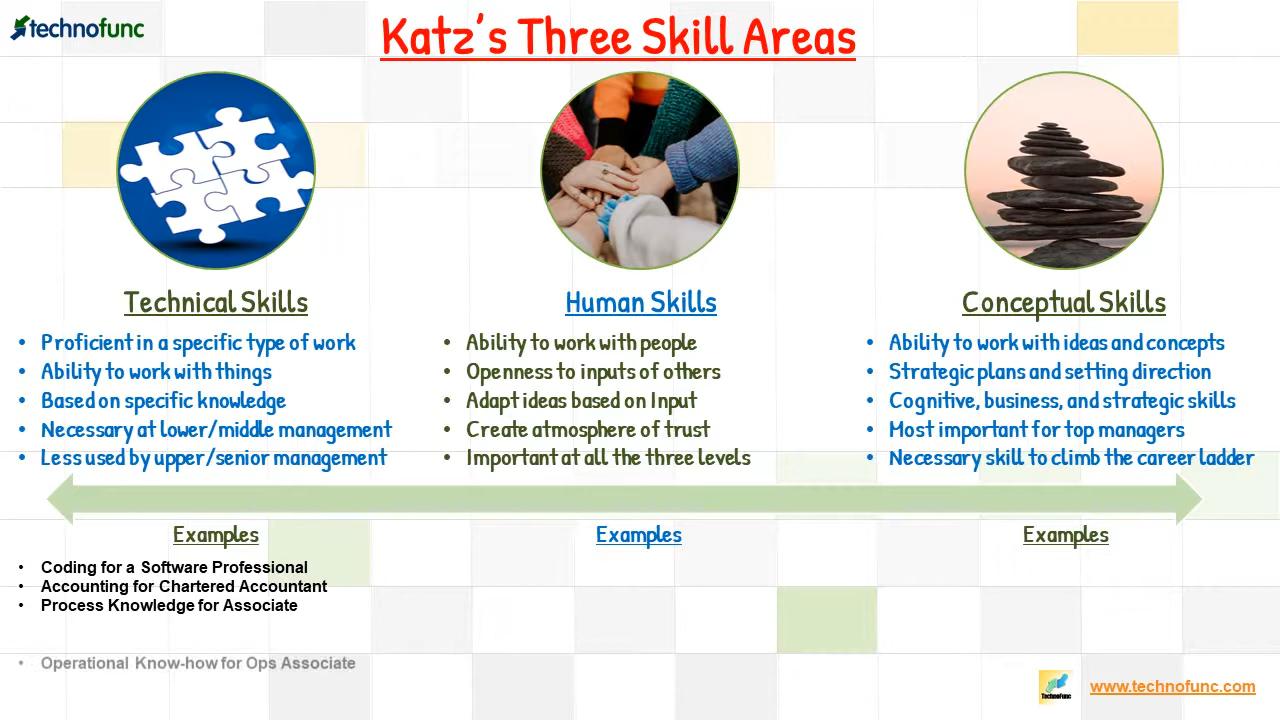 technofunc
Katz's Three Skill Areas
Technical Skills
• Proficient in a specific type of work
• Ability to work with things
• Based on specific knowledge
• Necessary at lower/middle management
• Less used by upper/senior management
Human Skills
• Ability to work with people
• Openness to inputs of others
• Adapt ideas based on Input
• Create atmosphere of trust
• Important at all the three levels
Conceptual Skills
• Ability to work with ideas and concepts
• Strategic plans and setting direction
• Cognitive, business, and strategic skills
• Most important for top managers
• Necessary skill to climb the career ladder
Examples
• Coding for a Software Professional
• Accounting for Chartered Accountant
• Process Knowledge for Associate
• Operational Know-how for Ops Associate
Examples
Examples
TechnoFunc
www.technofunc.com